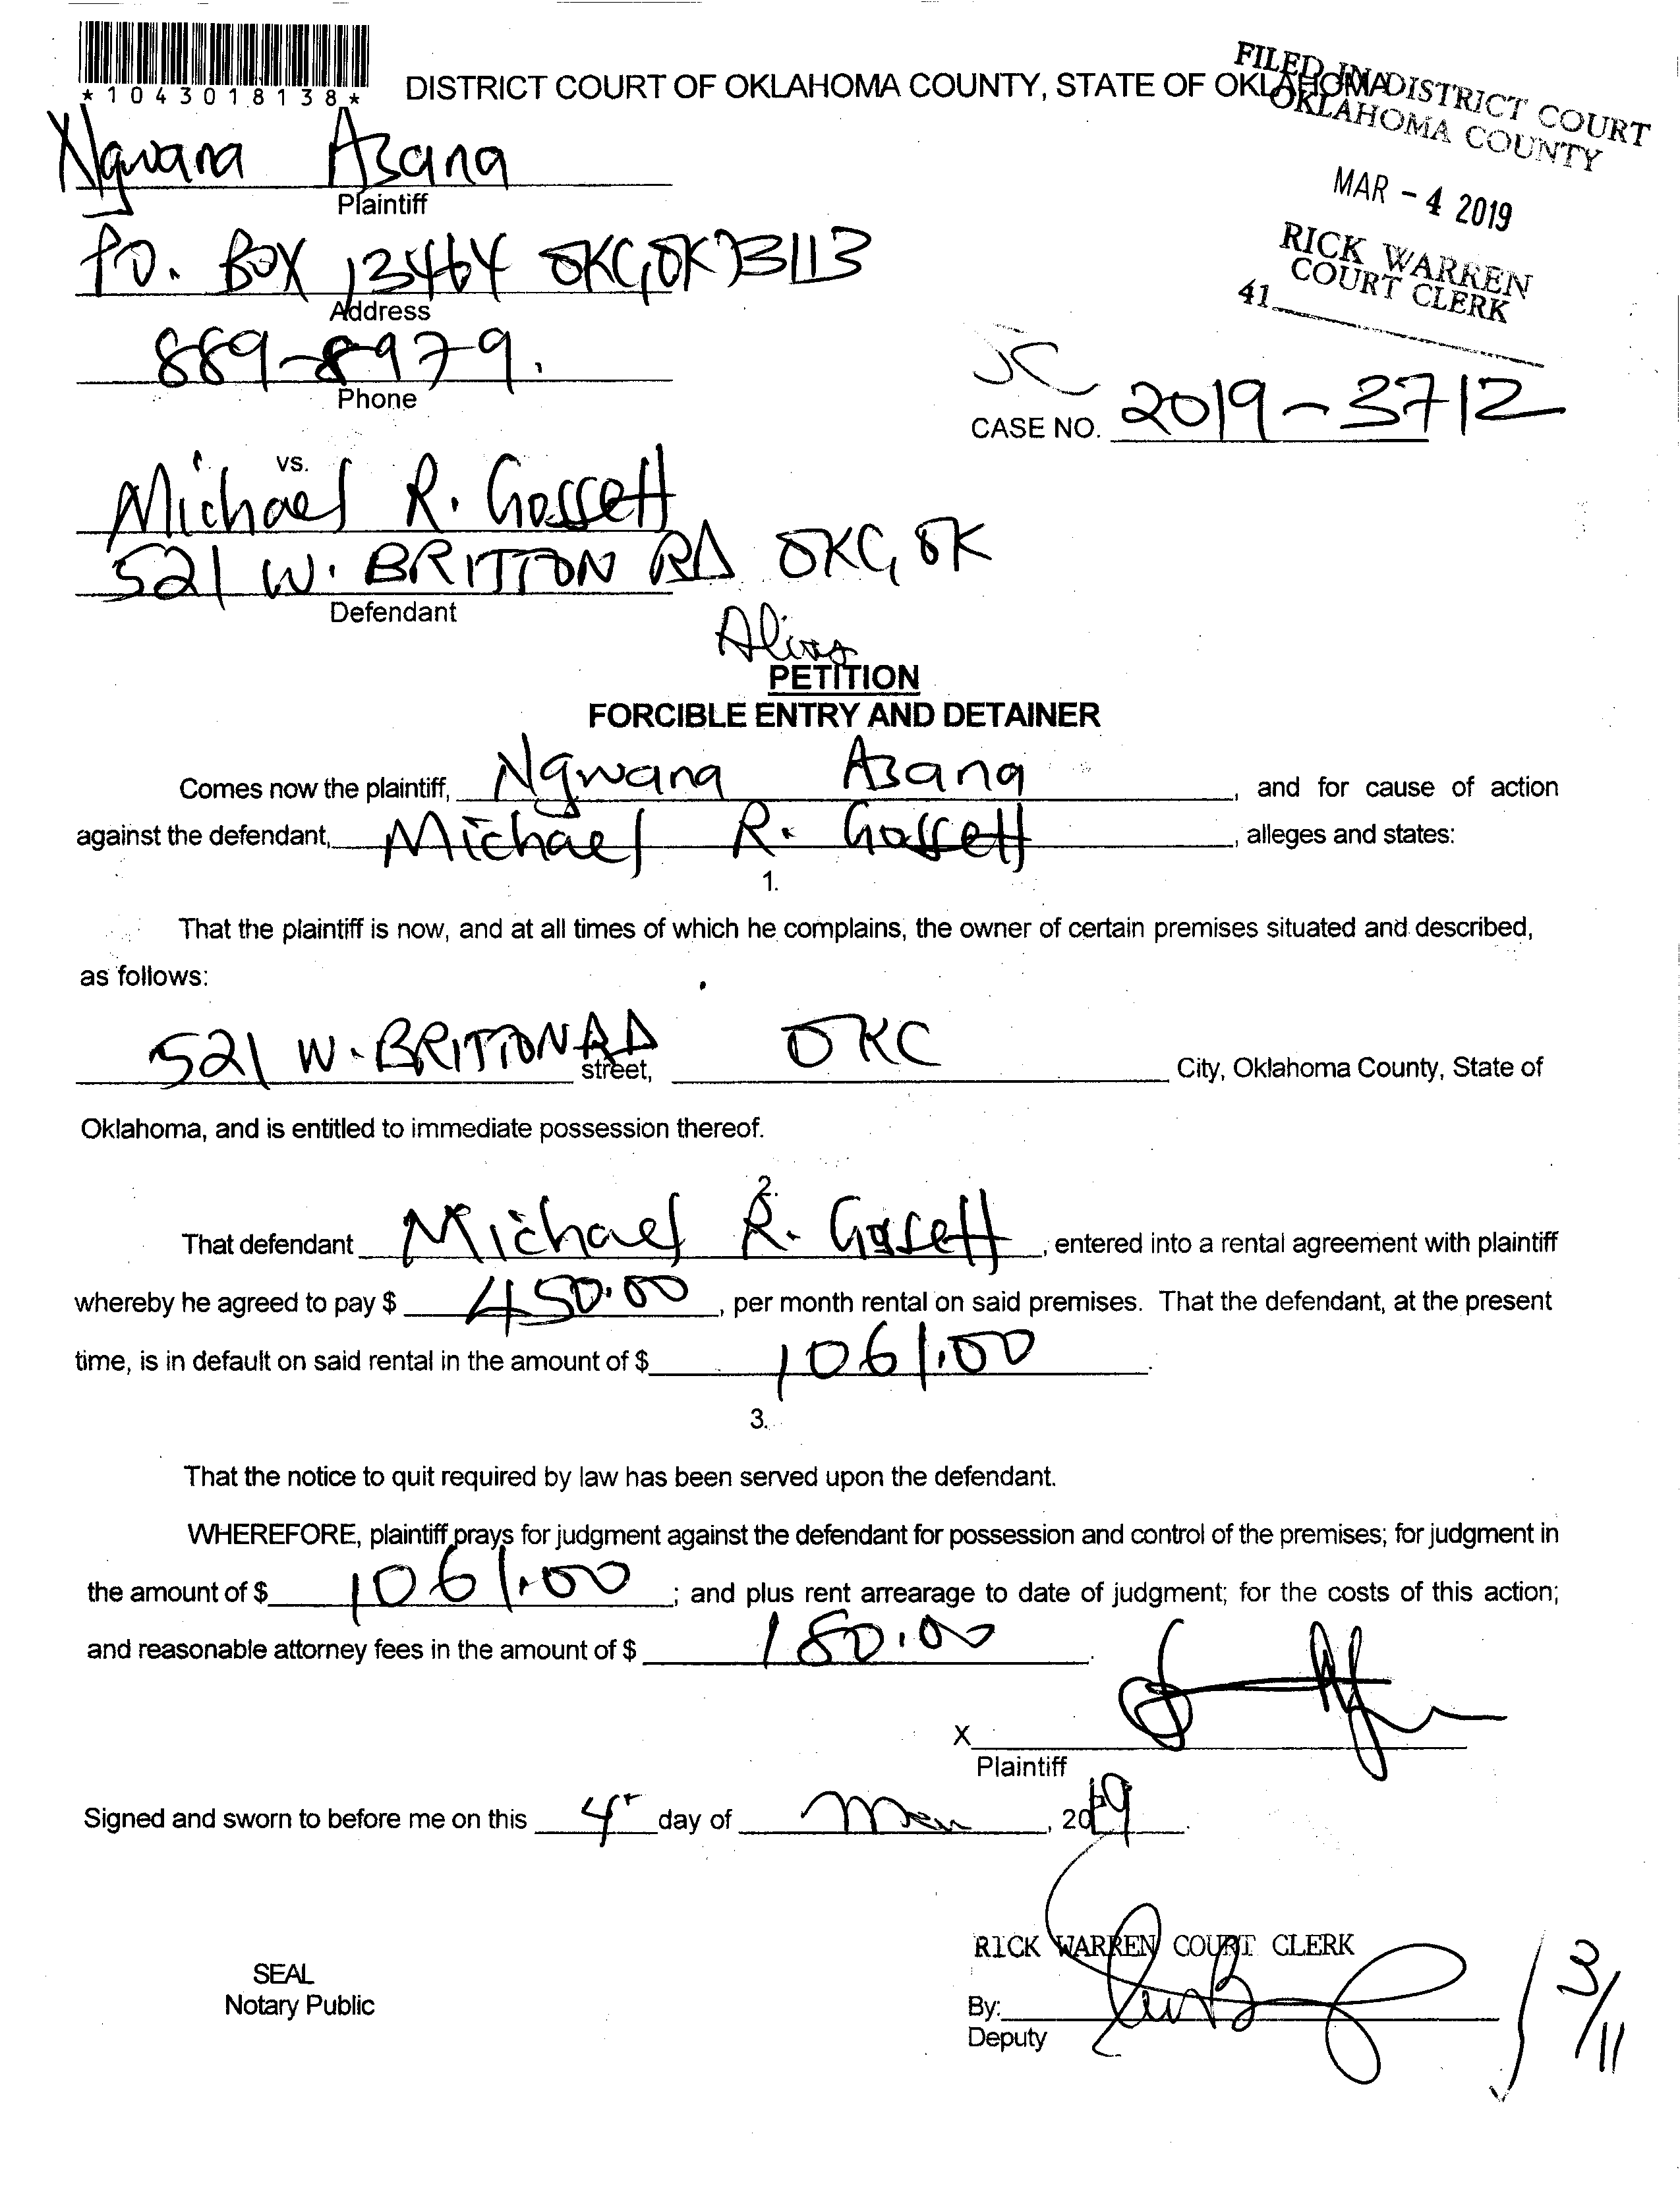 *1043018138*
DISTRICT COURT OF OKLAHOMA COUNTY, STATE OF OKLAHOMA
FILED IN DISTRICT COURT
OKLAHOMA COUNTY
MAR - 4 2019
RICK WARREN
COURT CLERK
41
Ngwana Azana
Plaintiff
P.O. BOX 13464 OKC, OK 73113
Address
889-8979.
Phone
JC
CASE NO. 2019-3712
vs.
Michael R. Gossett
521 W. BRITTON RD OKC, OK
Defendant
Alias
PETITION
FORCIBLE ENTRY AND DETAINER
Comes now the plaintiff, Ngwana Azana, and for cause of action
against the defendant, Michael R. Gossett, alleges and states:
1.
That the plaintiff is now, and at all times of which he complains, the owner of certain premises situated and described,
as follows:
521 W. BRITTON RD street, OKC City, Oklahoma County, State of
Oklahoma, and is entitled to immediate possession thereof.
2.
That defendant Michael R. Gossett, entered into a rental agreement with plaintiff
whereby he agreed to pay $ 450.00, per month rental on said premises. That the defendant, at the present
time, is in default on said rental in the amount of $ 1061.00.
3.
That the notice to quit required by law has been served upon the defendant.
WHEREFORE, plaintiff prays for judgment against the defendant for possession and control of the premises; for judgment in
the amount of $ 1061.00; and plus rent arrearage to date of judgment; for the costs of this action;
and reasonable attorney fees in the amount of $ 180.00.
X
Plaintiff
Signed and sworn to before me on this 4th day of Mar, 2019.
RICK WARREN COURT CLERK
SEAL
Notary Public
By:
Deputy
3/11